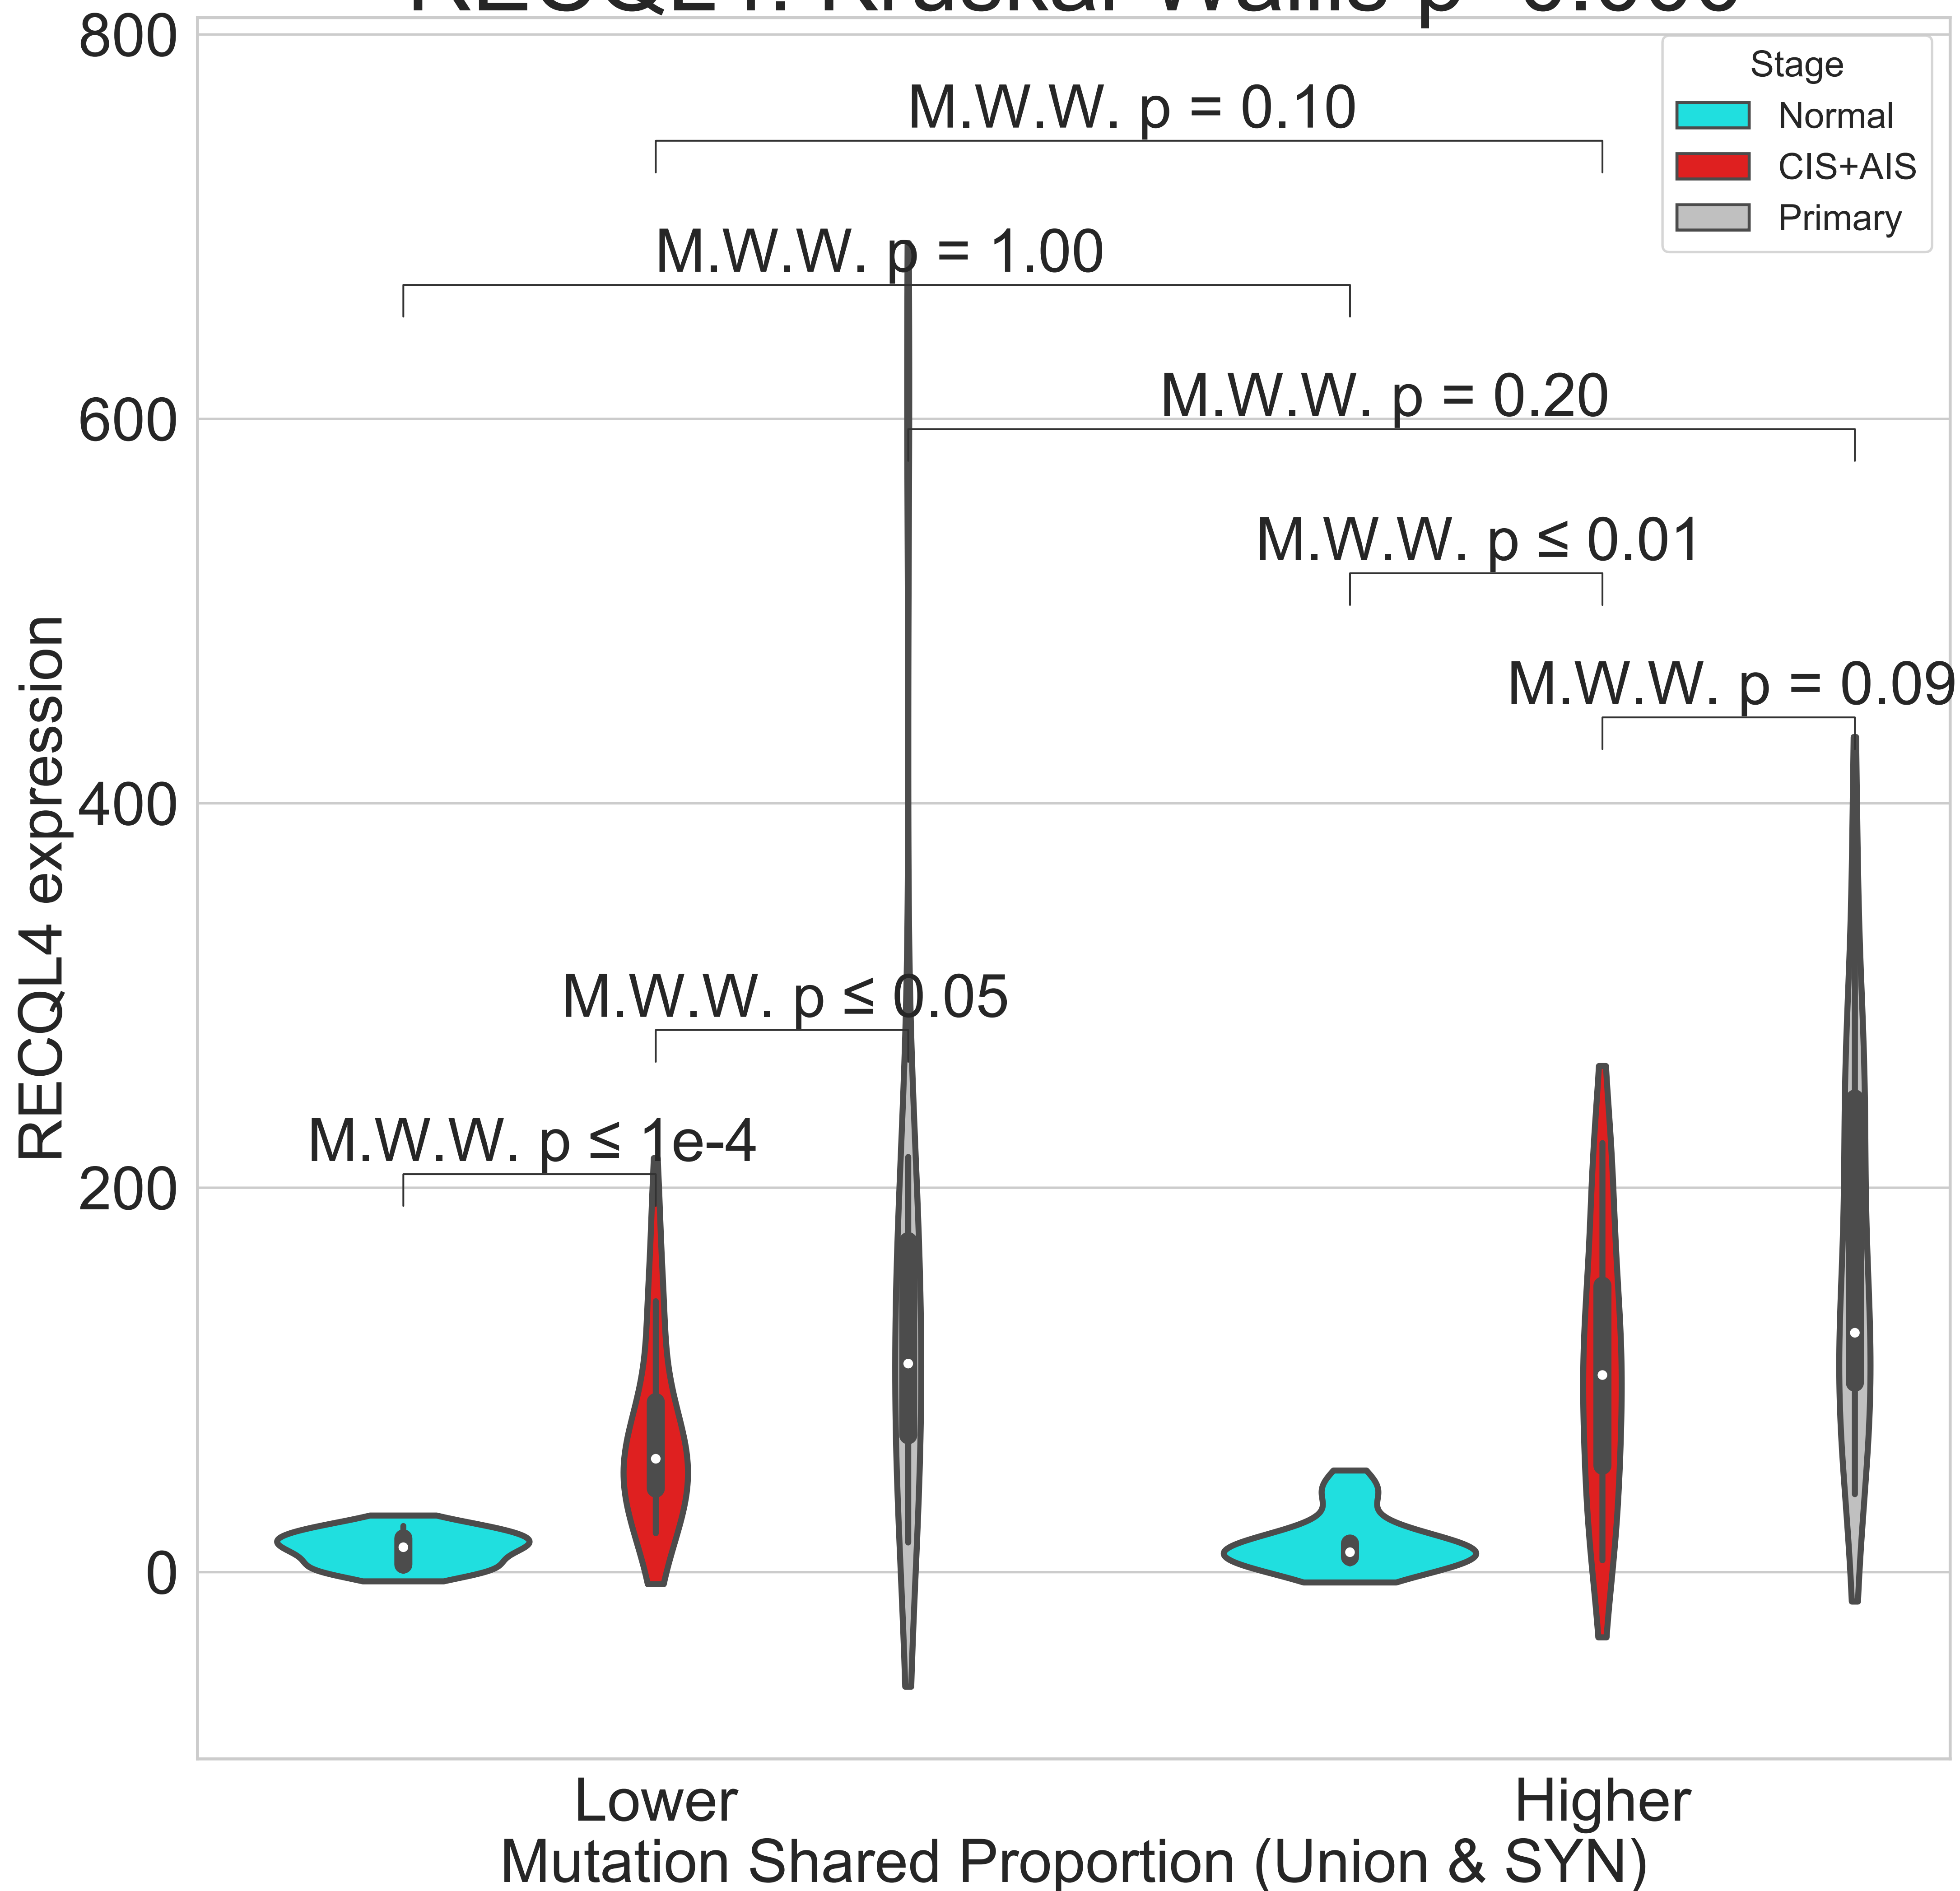 800
Stage
Normal
CIS+AIS
Primary
M.W.W. p = 0.10
M.W.W. p = 1.00
M.W.W. p = 0.20
600
M.W.W. p ≤ 0.01
M.W.W. p = 0.09
RECQL4 expression
400
M.W.W. p ≤ 0.05
M.W.W. p ≤ 1e-4
200
0
Lower
Higher
Mutation Shared Proportion (Union & SYN)